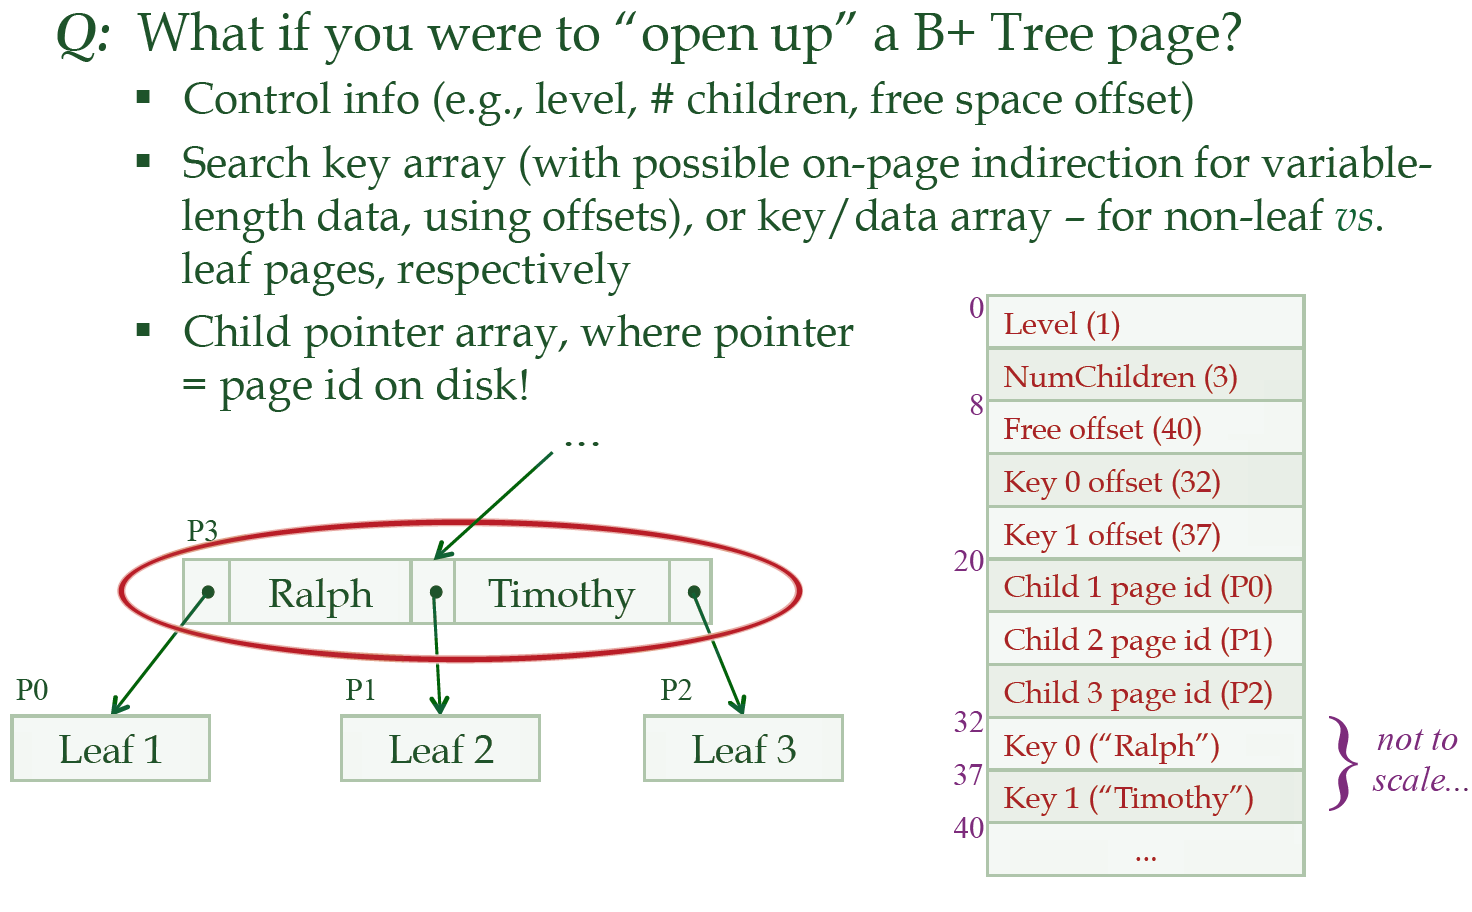 Q: What if you were to “open up” a B+ Tree page?
▪ Control info (e.g., level, # children, free space offset)
▪ Search key array (with possible on-page indirection for variable-
length data, using offsets), or key/data array – for non-leaf vs.
leaf pages, respectively
▪ Child pointer array, where pointer
= page id on disk!
...
P3
Ralph
Timothy
P0
P1
P2
Leaf 1
Leaf 2
Leaf 3
0
Level (1)
NumChildren (3)
8
Free offset (40)
Key 0 offset (32)
Key 1 offset (37)
20
Child 1 page id (P0)
Child 2 page id (P1)
Child 3 page id (P2)
32
Key 0 (“Ralph”)
37
Key 1 (“Timothy”)
40
...
not to
scale...